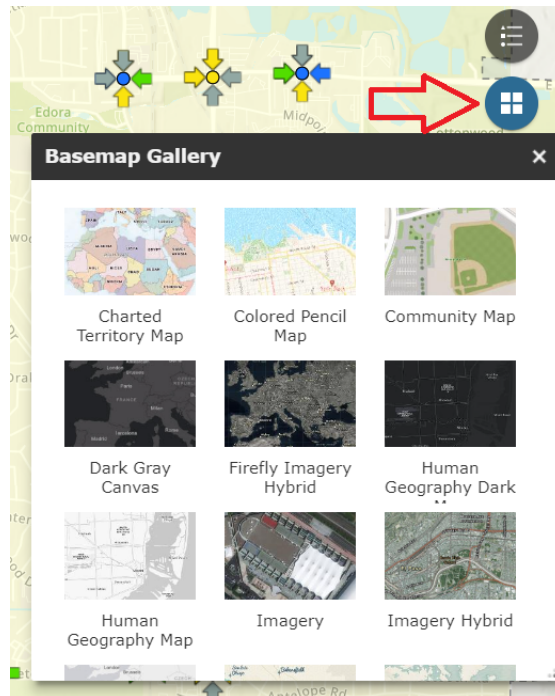 Edora
Community
Midpo
ottonwood
E
Basemap Gallery
Charted
Territory Map
Colored Pencil
Map
Community Map
Dark Gray
Canvas
Firefly Imagery
Hybrid
Human
Geography Dark
Human
Geography Map
Imagery
Imagery Hybrid
Antelope Rd